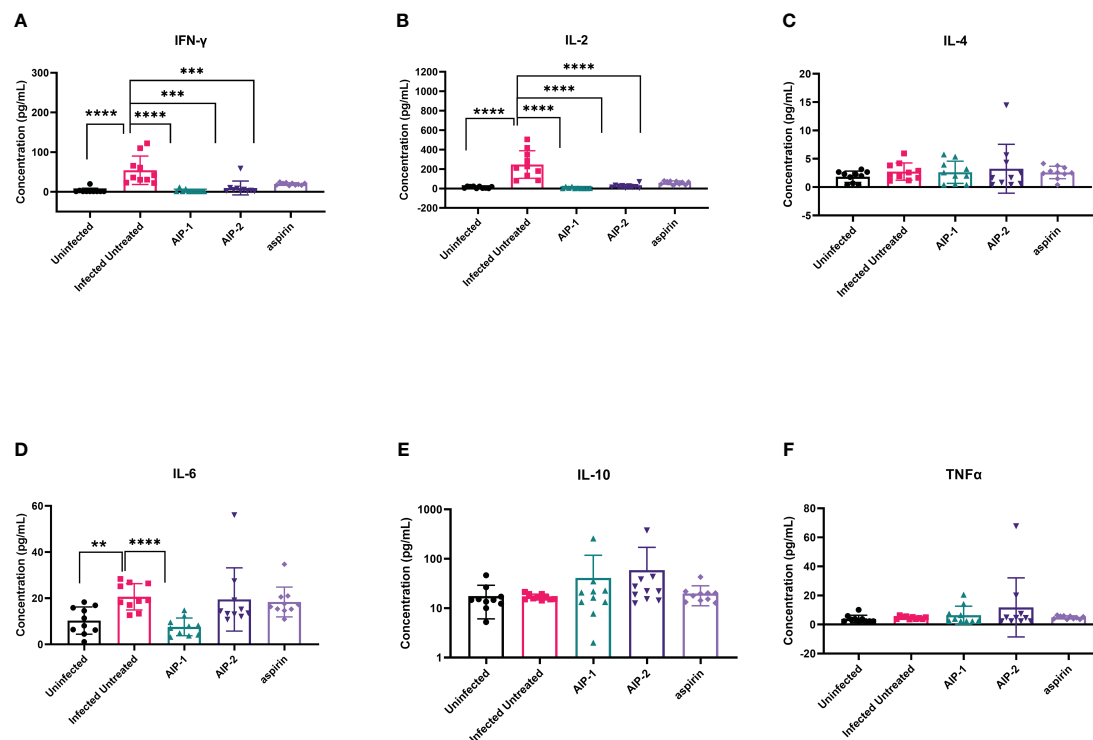 A
IFN-γ
Concentration (pg/mL)
300
200
100
0
****
****
***
***
Uninfected
Infected Untreated
AIP-1
AIP-2
aspirin
B
IL-2
Concentration (pg/mL)
1200
1000
800
600
400
200
0
-200
****
****
****
****
Uninfected
Infected Untreated
AIP-1
AIP-2
aspirin
C
IL-4
Concentration (pg/mL)
20
15
10
5
0
-5
Uninfected
Infected Untreated
AIP-1
AIP-2
aspirin
D
IL-6
Concentration (pg/mL)
60
40
20
0
**
****
Uninfected
Infected Untreated
AIP-1
AIP-2
aspirin
E
IL-10
Concentration (pg/mL)
1000
100
10
1
Uninfected
Infected Untreated
AIP-1
AIP-2
aspirin
F
TNFα
Concentration (pg/mL)
80
60
40
20
0
-20
Uninfected
Infected Untreated
AIP-1
AIP-2
aspirin